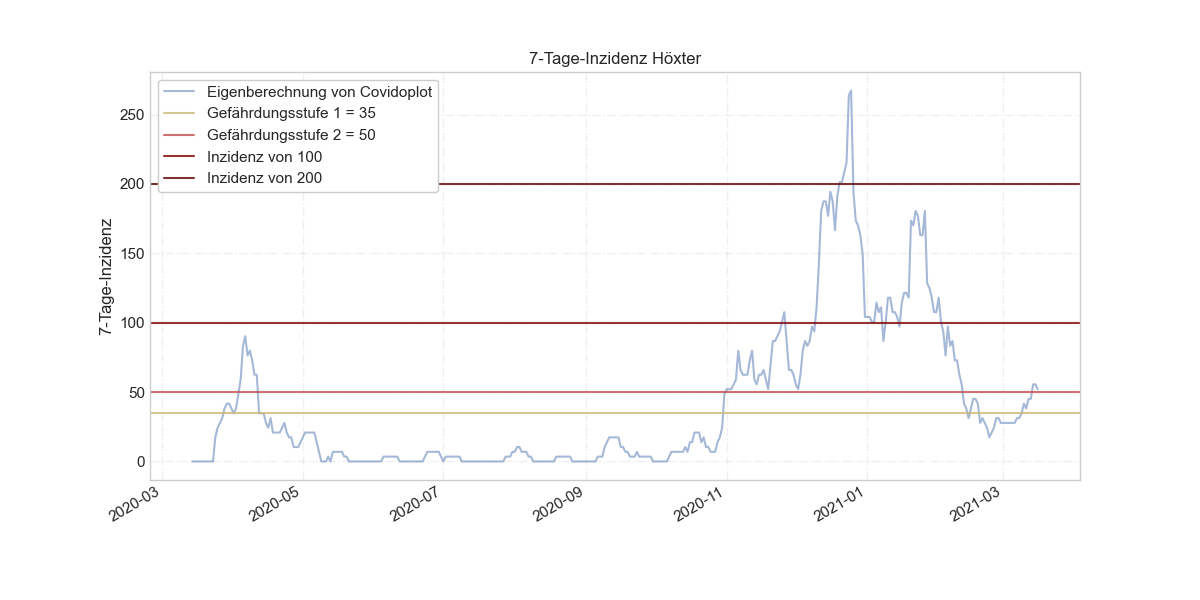 7-Tage-Inzidenz Höxter
Eigenberechnung von Covidoplot
Gefährdungsstufe 1 = 35
Gefährdungsstufe 2 = 50
Inzidenz von 100
Inzidenz von 200
7-Tage-Inzidenz
250
200
150
100
50
0
2020-03
2020-05
2020-07
2020-09
2020-11
2021-01
2021-03